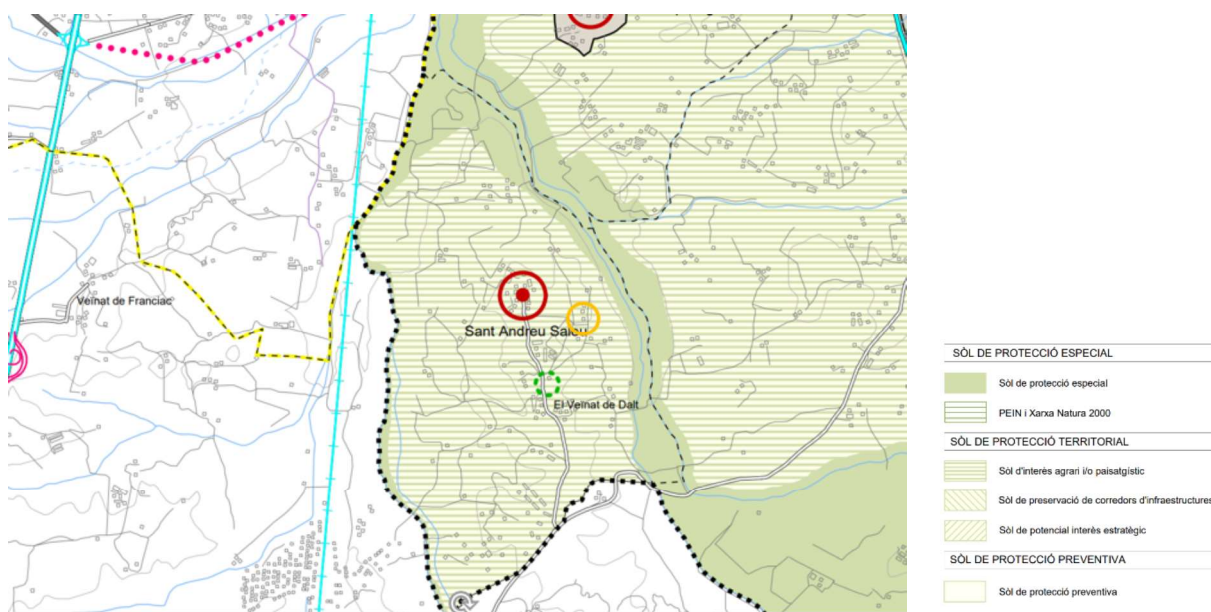 Veïnat de Franciac
Sant Andreu Salou
El Veïnat de Dalt
SÒL DE PROTECCIÓ ESPECIAL
Sòl de protecció especial
PEIN i Xarxa Natura 2000
SÒL DE PROTECCIÓ TERRITORIAL
Sòl d'interès agrari i/o paisatgístic
Sòl de preservació de corredors d'infraestructures
Sòl de potencial interès estratègic
SÒL DE PROTECCIÓ PREVENTIVA
Sòl de protecció preventiva